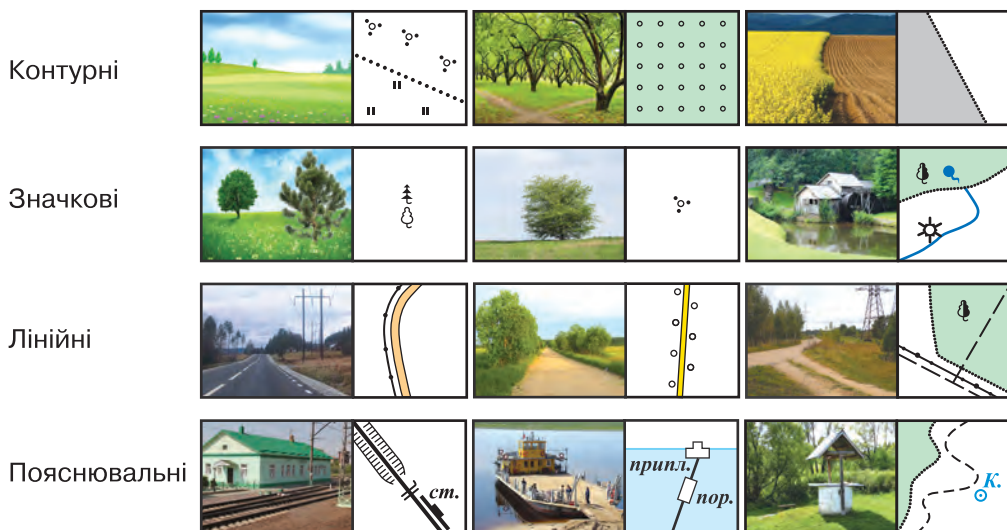 Контурні
Значкові
Лінійні
Пояснювальні
ст.
припл.
пор.
К.